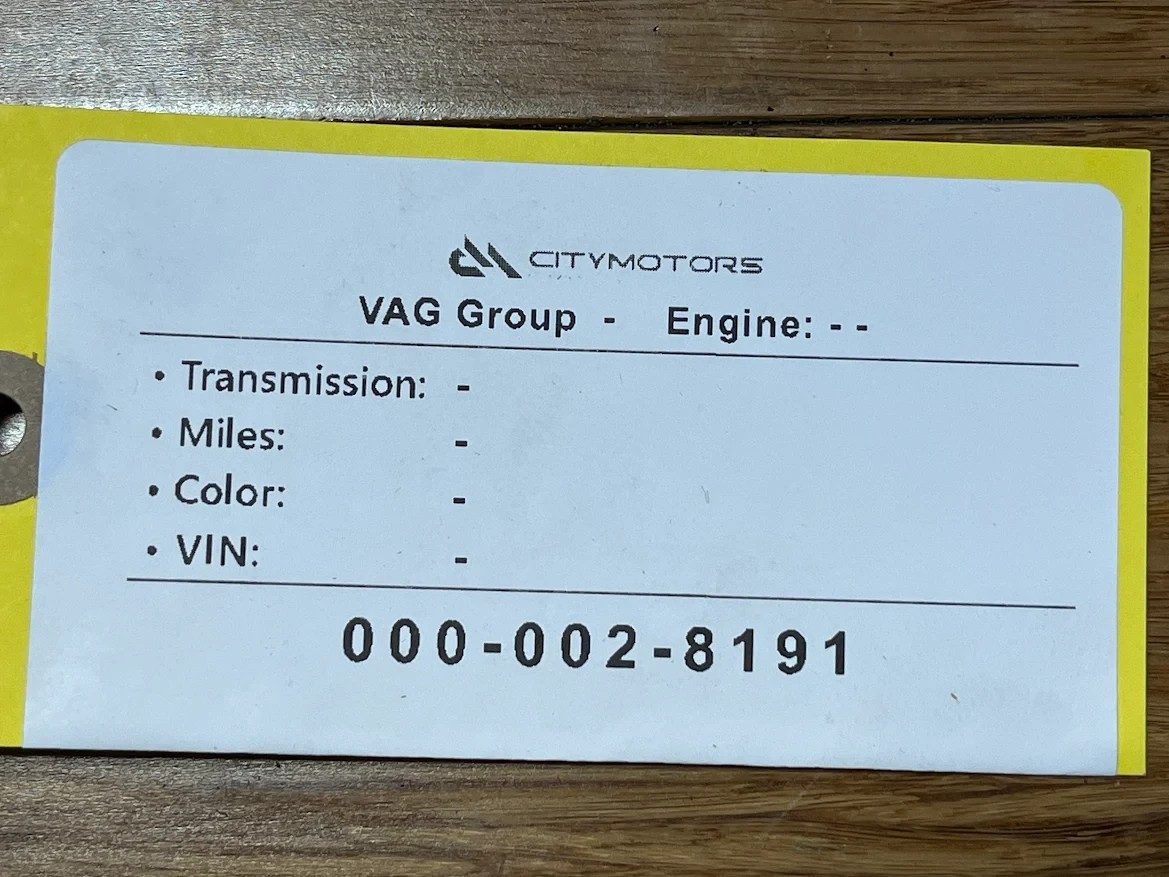 CITYMOTORS
VAG Group - Engine: - -
• Transmission: -
• Miles: -
• Color: -
• VIN: -
000-002-8191